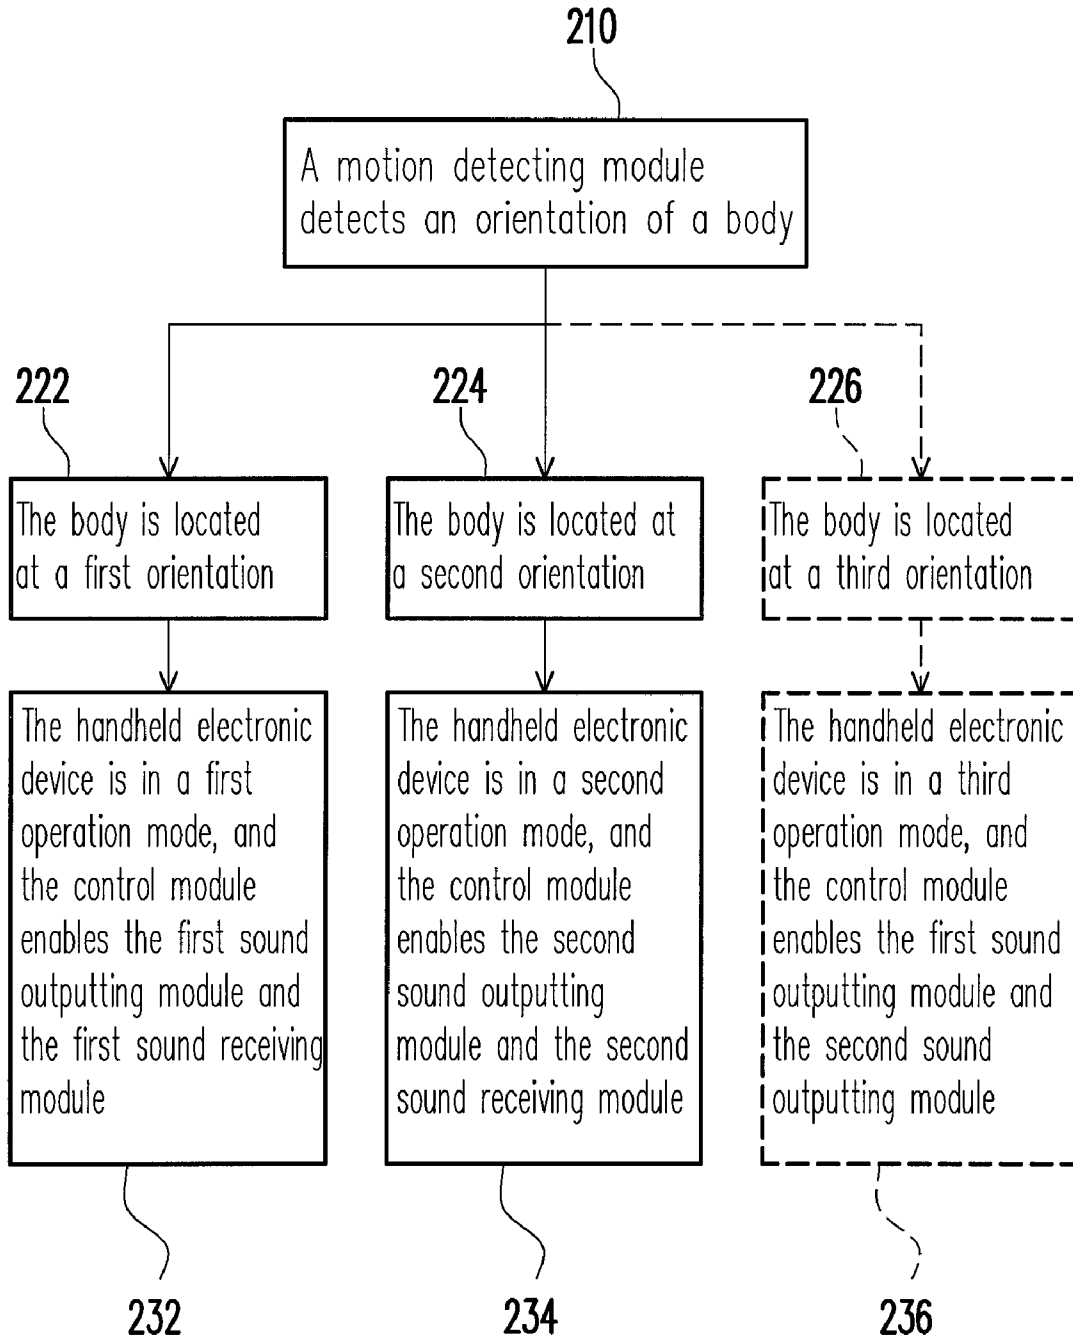 210
A motion detecting module
detects an orientation of a body
222
224
226
The body is located
at a first orientation
The body is located at
a second orientation
The body is located
at a third orientation
The handheld electronic
device is in a first
operation mode, and
the control module
enables the first sound
outputting module and
the first sound receiving
module
The handheld electronic
device is in a second
operation mode, and
the control module
enables the second
sound outputting
module and the second
sound receiving module
The handheld electronic
device is in a third
operation mode, and
the control module
enables the first sound
outputting module and
the second sound
outputting module
232
234
236